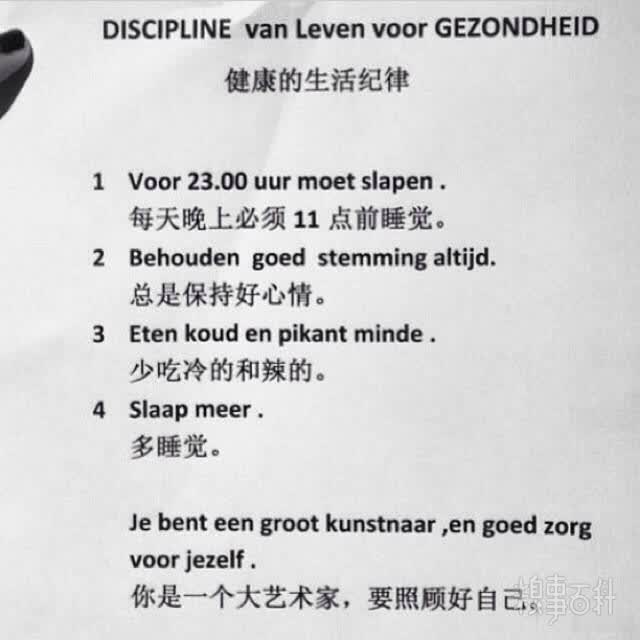 DISCIPLINE van Leven voor GEZONDHEID
健康的生活纪律
1 Voor 23.00 uur moet slapen .
每天晚上必须 11 点前睡觉。
2 Behouden goed stemming altijd.
总是保持好心情。
3 Eten koud en pikant minde .
少吃冷的和辣的。
4 Slaap meer .
多睡觉。
Je bent een groot kunstnaar ,en goed zorg
voor jezelf .
你是一个大艺术家，要照顾好自己。
糗事百科